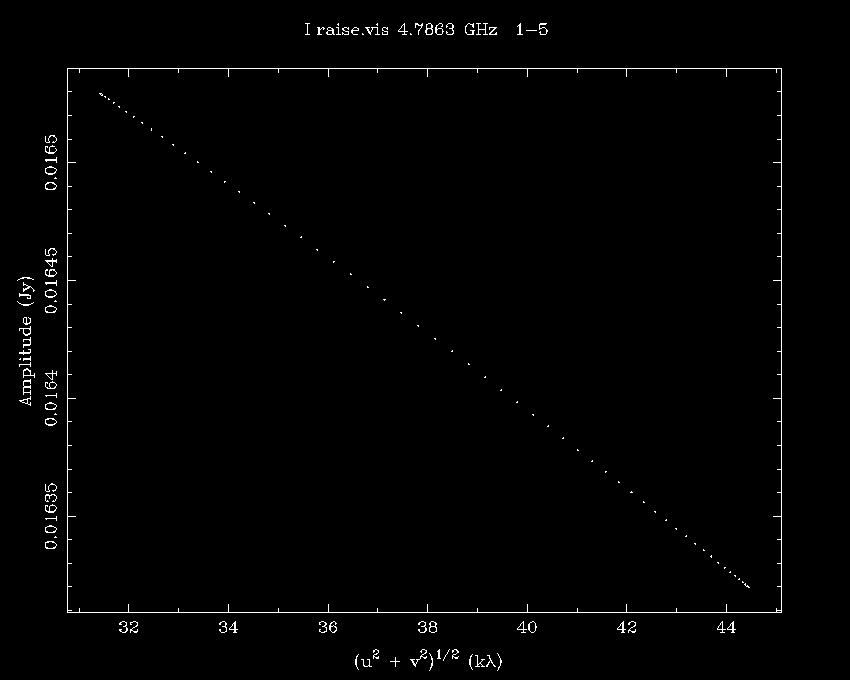 I raise.vis 4.7863 GHz 1−5
0.0165
0.01645
0.0164
0.01635
Amplitude (Jy)
32 34 36 38 40 42 44
(u² + v²)^1/2 (kλ)